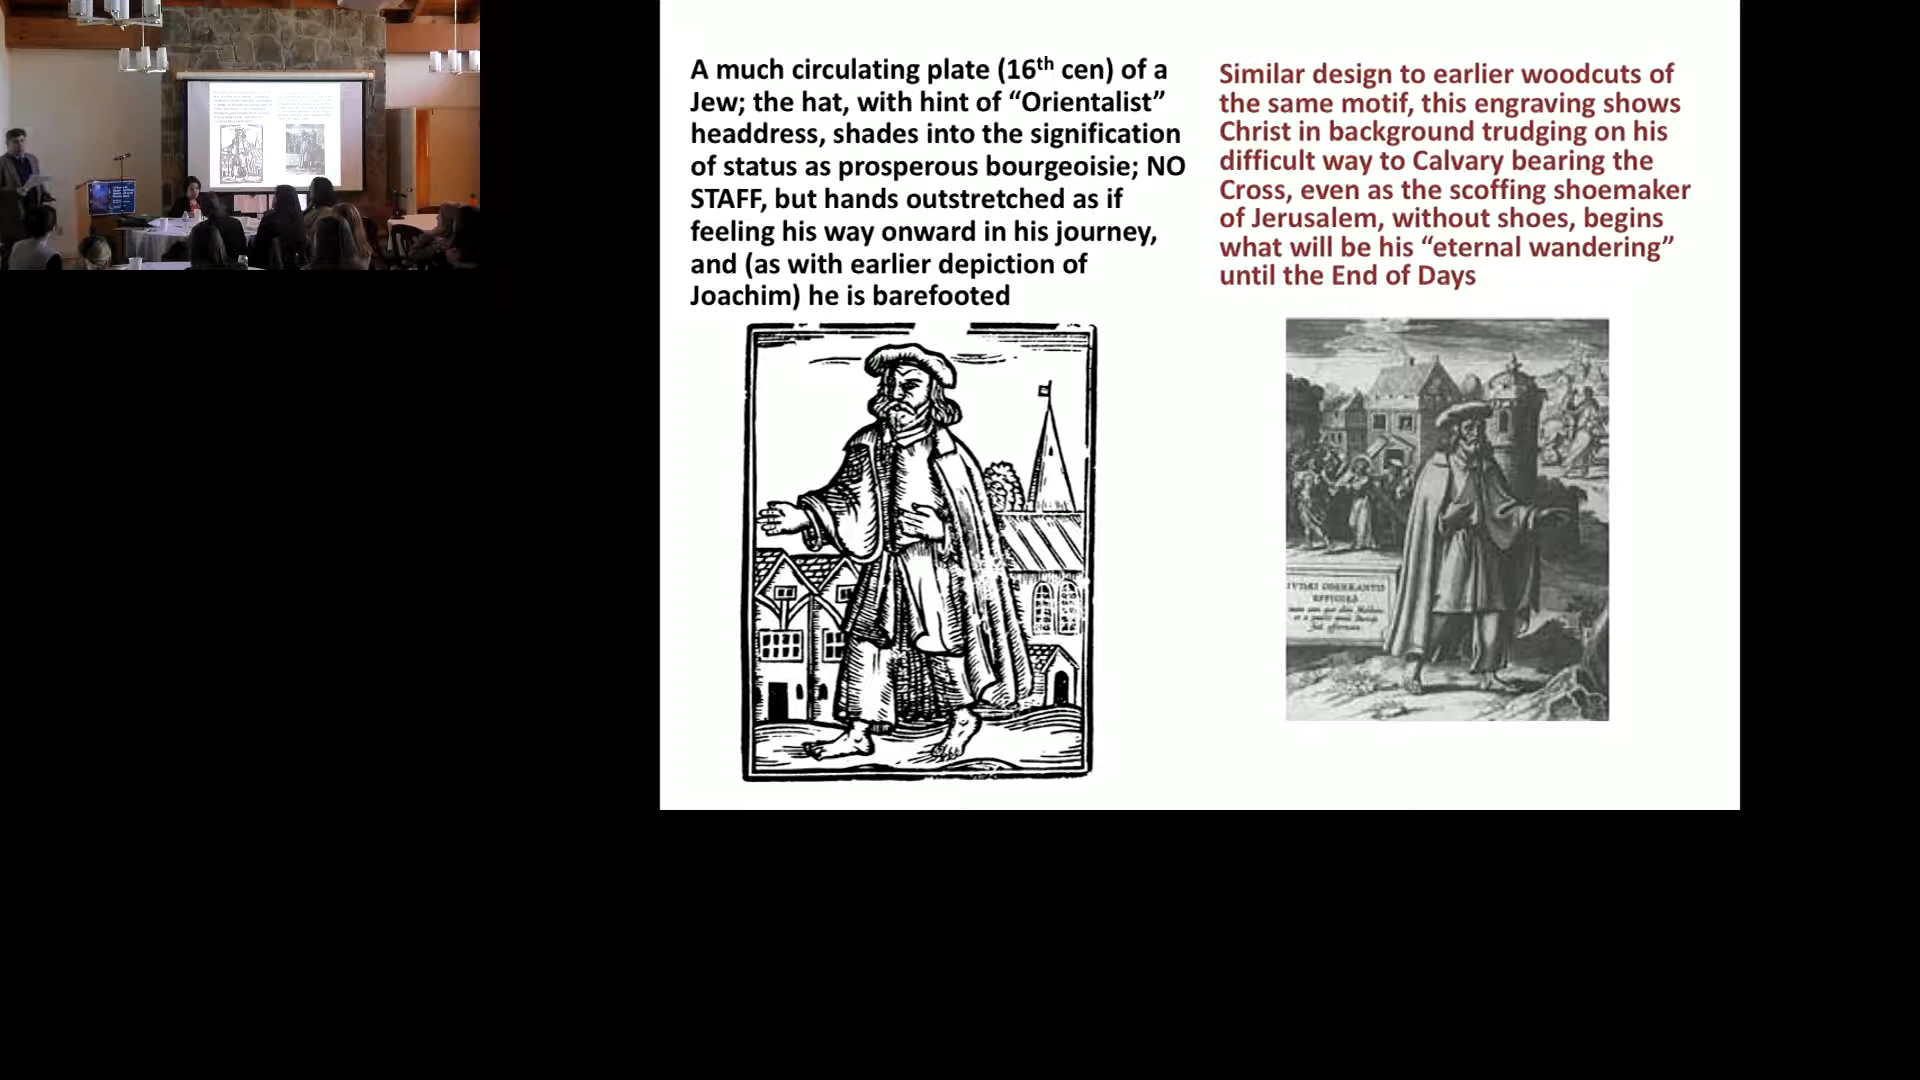 A much circulating plate (16th cen) of a
Jew; the hat, with hint of “Orientalist”
headdress, shades into the signification
of status as prosperous bourgeoisie; NO
STAFF, but hands outstretched as if
feeling his way onward in his journey,
and (as with earlier depiction of
Joachim) he is barefooted
Similar design to earlier woodcuts of
the same motif, this engraving shows
Christ in background trudging on his
difficult way to Calvary bearing the
Cross, even as the scoffing shoemaker
of Jerusalem, without shoes, begins
what will be his “eternal wandering”
until the End of Days